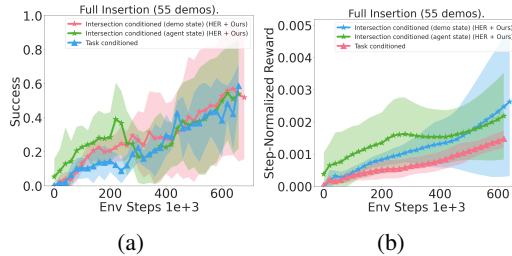 Full Insertion (55 demos).
Intersection conditioned (demo state) (HER + Ours)
Intersection conditioned (agent state) (HER + Ours)
Task conditioned
Success
1.0
0.8
0.6
0.4
0.2
0.0
0 200 400 600
Env Steps 1e+3
(a)
Full Insertion (55 demos).
Intersection conditioned (demo state) (HER + Ours)
Intersection conditioned (agent state) (HER + Ours)
Task conditioned
Step-Normalized Reward
0.005
0.004
0.003
0.002
0.001
0.000
0 200 400 600
Env Steps 1e+3
(b)